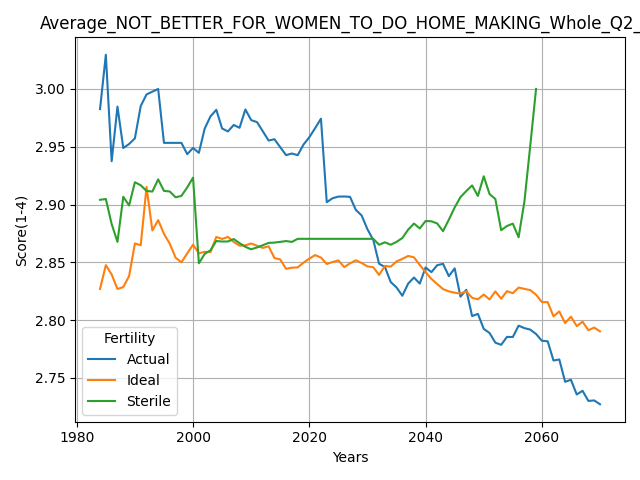 Average_NOT_BETTER_FOR_WOMEN_TO_DO_HOME_MAKING_Whole_Q2_
3.00
2.95
2.90
2.85
2.80
2.75
Score(1-4)
Fertility
Actual
Ideal
Sterile
1980
2000
2020
2040
2060
Years